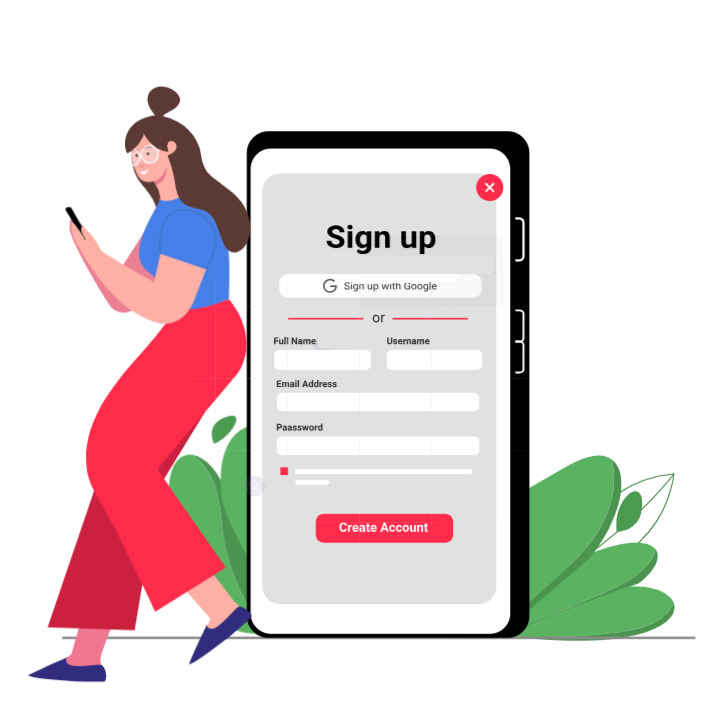 Sign up
Sign up with Google
or
Full Name Username
Email Address
Paassword
Create Account